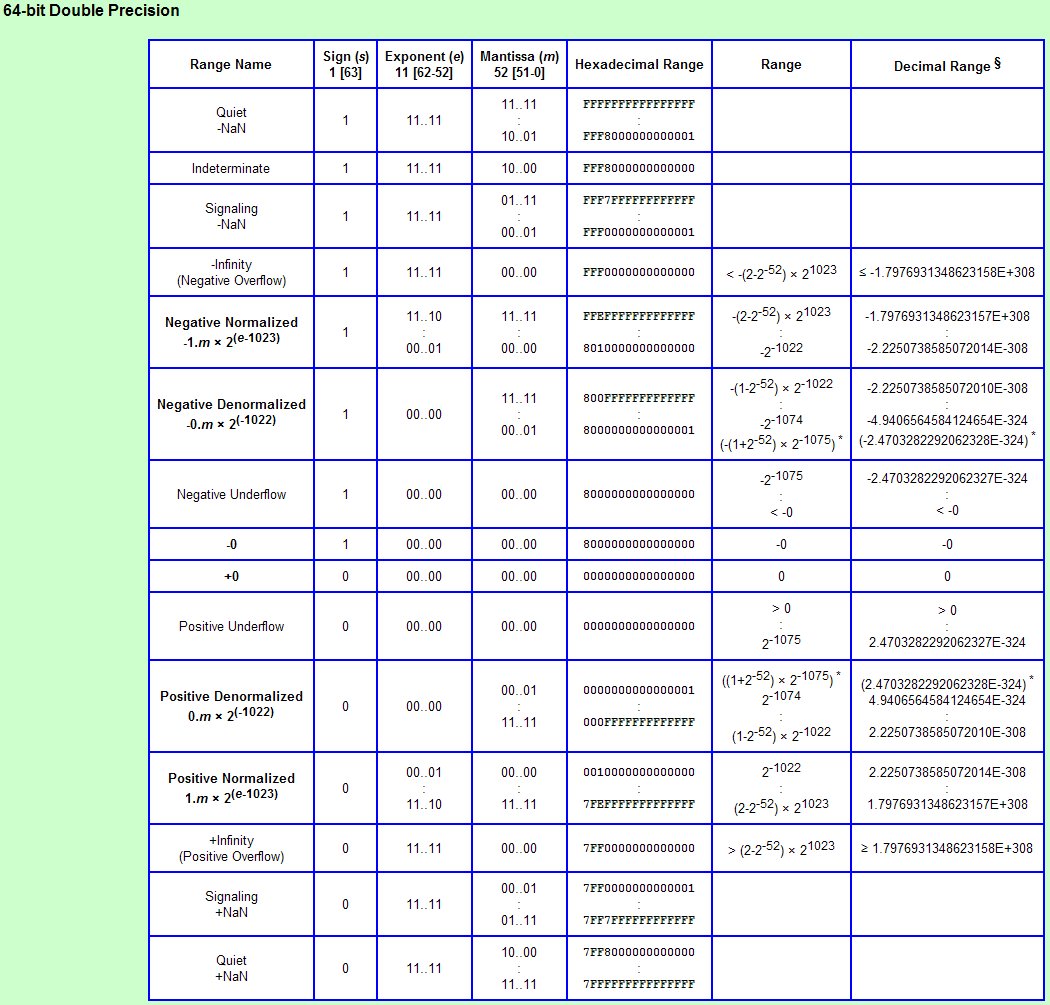 64-bit Double Precision
Range Name Sign (s) 1 [63] Exponent (e) 11 [62-52] Mantissa (m) 52 [51-0] Hexadecimal Range Range Decimal Range §
Quiet -NaN 1 11..11 11..11 : 10..01 FFFFFFFFFFFFFFFF : FFF8000000000001
Indeterminate 1 11..11 10..00 FFF8000000000000
Signaling -NaN 1 11..11 01..11 : 00..01 FFF7FFFFFFFFFFFF : FFF0000000000001
-Infinity (Negative Overflow) 1 11..11 00..00 FFF0000000000000 < -(2-2^-52) × 2^1023 ≤ -1.7976931348623158E+308
Negative Normalized -1.m × 2^(e-1023) 1 11..10 : 00..01 11..11 : 00..00 FFEFFFFFFFFFFFFF : 8010000000000000 -(2-2^-52) × 2^1023 : -2^-1022 -1.7976931348623157E+308 : -2.2250738585072014E-308
Negative Denormalized -0.m × 2^(-1022) 1 00..00 11..11 : 00..01 800FFFFFFFFFFFFF : 8000000000000001 -(1-2^-52) × 2^-1022 : -2^-1074 (-(1+2^-52) × 2^-1075) * -2.2250738585072010E-308 : -4.9406564584124654E-324 (-2.4703282292062328E-324) *
Negative Underflow 1 00..00 00..00 8000000000000000 -2^-1075 : < -0 -2.4703282292062327E-324 : < -0
-0 1 00..00 00..00 8000000000000000 -0 -0
+0 0 00..00 00..00 0000000000000000 0 0
Positive Underflow 0 00..00 00..00 0000000000000000 > 0 : 2^-1075 > 0 : 2.4703282292062327E-324
Positive Denormalized 0.m × 2^(-1022) 0 00..00 00..01 : 11..11 0000000000000001 : 000FFFFFFFFFFFFF ((1+2^-52) × 2^-1075) * 2^-1074 : (1-2^-52) × 2^-1022 (2.4703282292062328E-324) * 4.9406564584124654E-324 : 2.2250738585072010E-308
Positive Normalized 1.m × 2^(e-1023) 0 00..01 : 11..10 00..00 : 11..11 0010000000000000 : 7FEFFFFFFFFFFFFF 2^-1022 : (2-2^-52) × 2^1023 2.2250738585072014E-308 : 1.7976931348623157E+308
+Infinity (Positive Overflow) 0 11..11 00..00 7FF0000000000000 > (2-2^-52) × 2^1023 ≥ 1.7976931348623158E+308
Signaling +NaN 0 11..11 00..01 : 01..11 7FF0000000000001 : 7FF7FFFFFFFFFFFF
Quiet +NaN 0 11..11 10..00 : 11..11 7FF8000000000000 : 7FFFFFFFFFFFFFFF